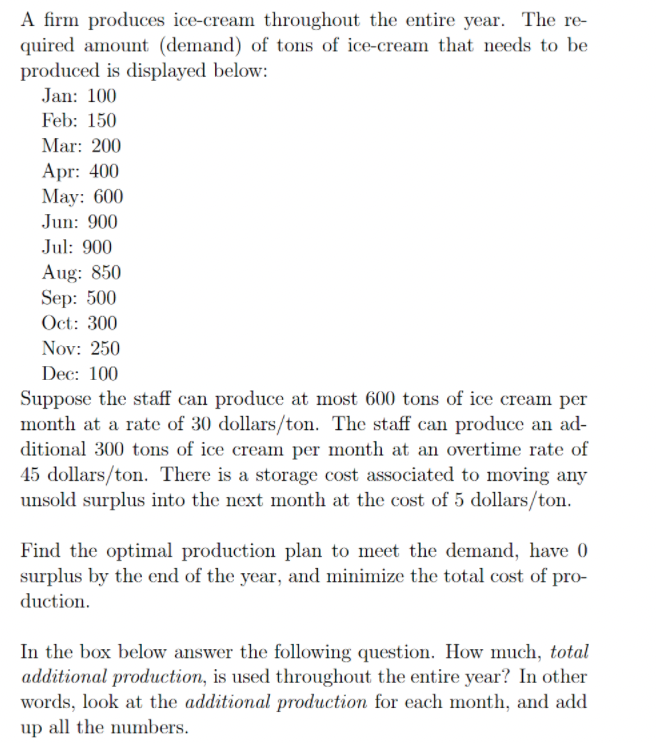 A firm produces ice-cream throughout the entire year. The re-
quired amount (demand) of tons of ice-cream that needs to be
produced is displayed below:
Jan: 100
Feb: 150
Mar: 200
Apr: 400
May: 600
Jun: 900
Jul: 900
Aug: 850
Sep: 500
Oct: 300
Nov: 250
Dec: 100
Suppose the staff can produce at most 600 tons of ice cream per
month at a rate of 30 dollars/ton. The staff can produce an ad-
ditional 300 tons of ice cream per month at an overtime rate of
45 dollars/ton. There is a storage cost associated to moving any
unsold surplus into the next month at the cost of 5 dollars/ton.
Find the optimal production plan to meet the demand, have 0
surplus by the end of the year, and minimize the total cost of pro-
duction.
In the box below answer the following question. How much, total
additional production, is used throughout the entire year? In other
words, look at the additional production for each month, and add
up all the numbers.